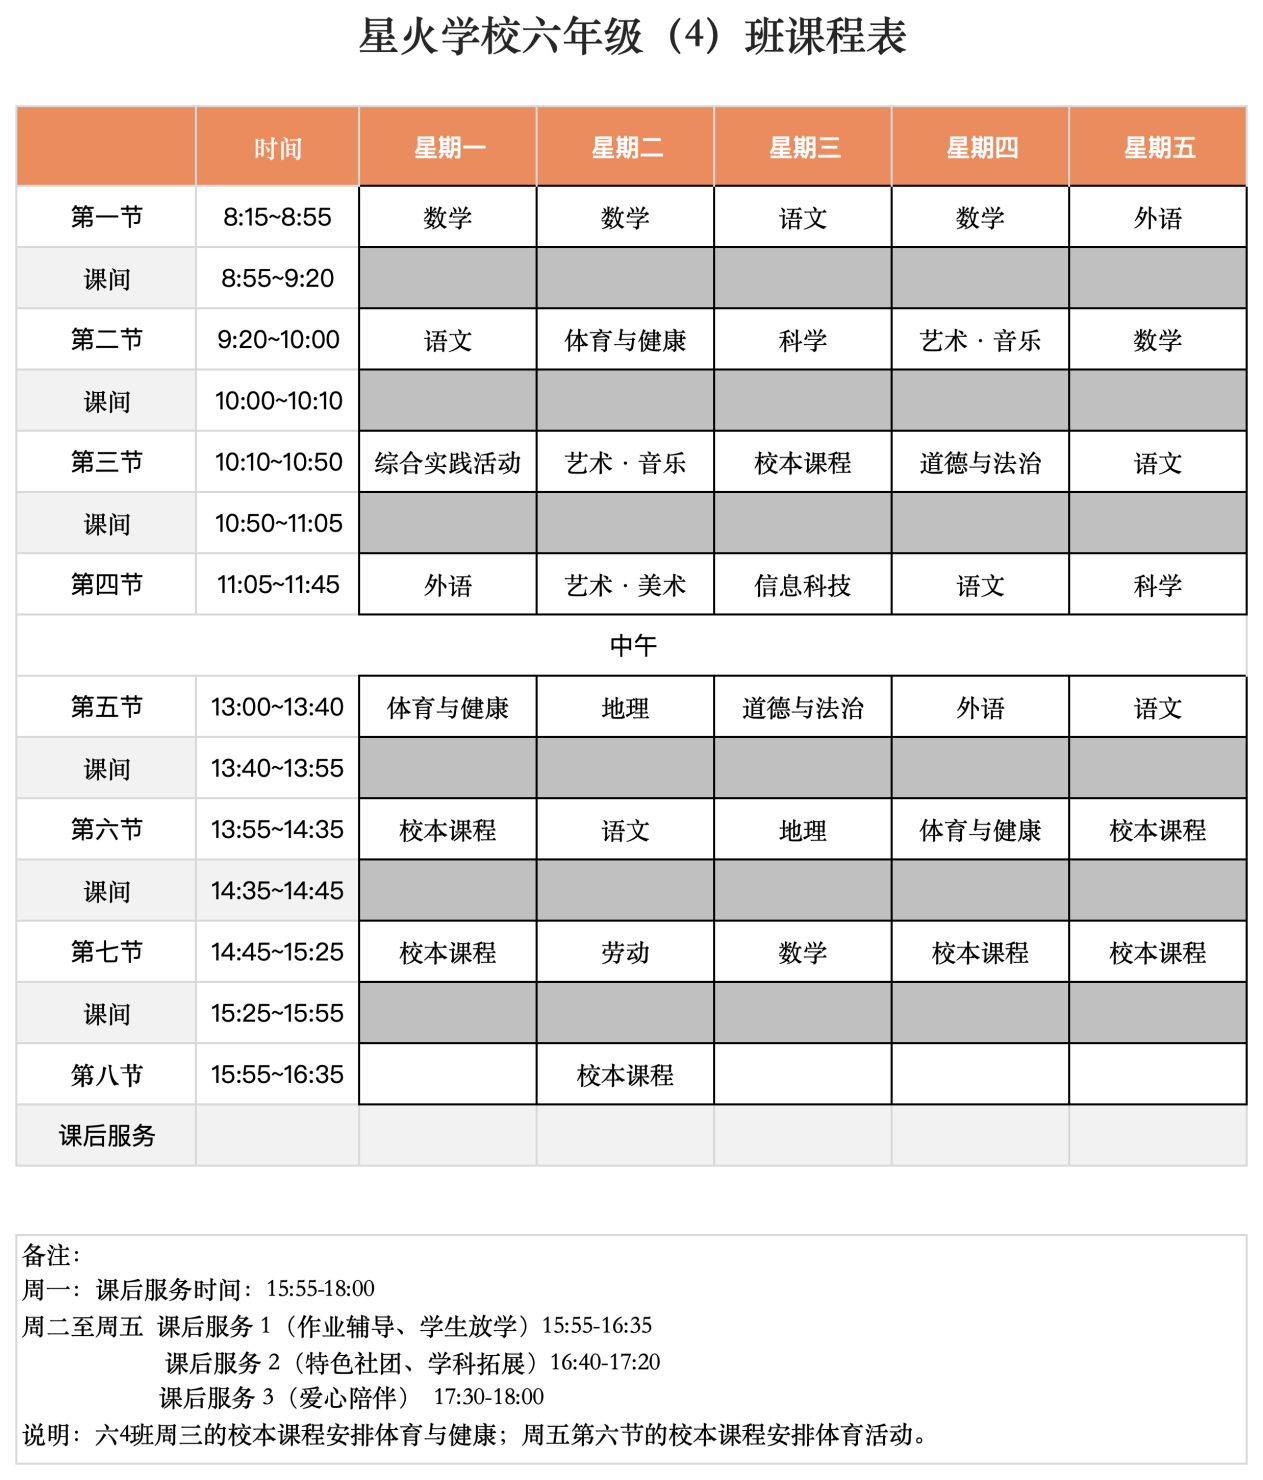 星火学校六年级（4）班课程表
时间 星期一 星期二 星期三 星期四 星期五
第一节 8:15~8:55 数学 数学 语文 数学 外语
课间 8:55~9:20
第二节 9:20~10:00 语文 体育与健康 科学 艺术·音乐 数学
课间 10:00~10:10
第三节 10:10~10:50 综合实践活动 艺术·音乐 校本课程 道德与法治 语文
课间 10:50~11:05
第四节 11:05~11:45 外语 艺术·美术 信息科技 语文 科学
中午
第五节 13:00~13:40 体育与健康 地理 道德与法治 外语 语文
课间 13:40~13:55
第六节 13:55~14:35 校本课程 语文 地理 体育与健康 校本课程
课间 14:35~14:45
第七节 14:45~15:25 校本课程 劳动 数学 校本课程 校本课程
课间 15:25~15:55
第八节 15:55~16:35 校本课程
课后服务
备注：
周一：课后服务时间：15:55-18:00
周二至周五 课后服务 1（作业辅导、学生放学）15:55-16:35
课后服务 2（特色社团、学科拓展）16:40-17:20
课后服务 3（爱心陪伴） 17:30-18:00
说明：六4班周三的校本课程安排体育与健康；周五第六节的校本课程安排体育活动。